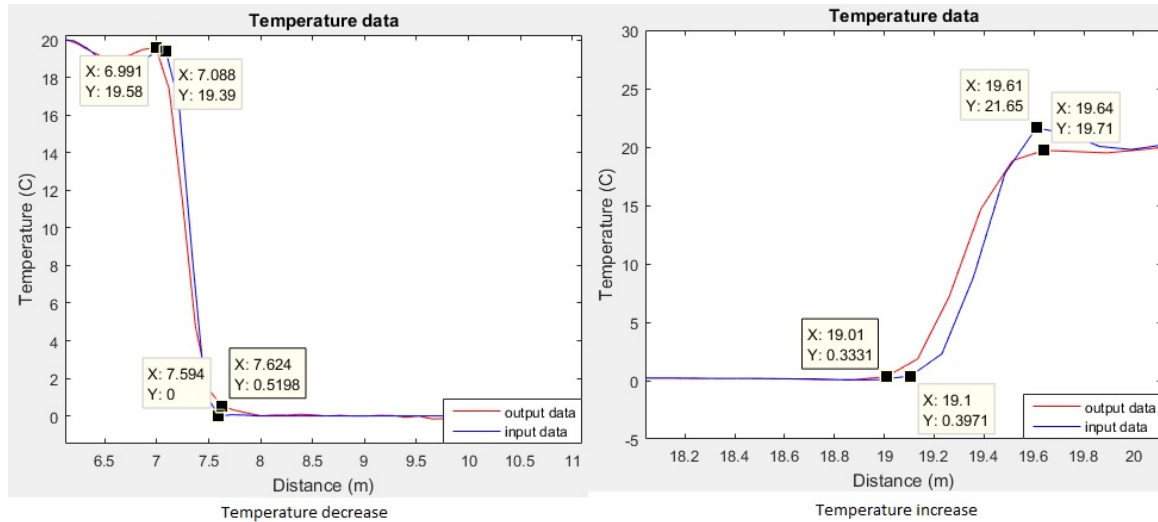 Temperature data
20
18
16
14
12
10
8
6
4
2
0
Temperature (C)
X: 6.991
Y: 19.58
X: 7.088
Y: 19.39
X: 7.594
Y: 0
X: 7.624
Y: 0.5198
output data
input data
6.5 7 7.5 8 8.5 9 9.5 10 10.5 11
Distance (m)
Temperature decrease
Temperature data
30
25
20
15
10
5
0
-5
Temperature (C)
X: 19.61
Y: 21.65
X: 19.64
Y: 19.71
X: 19.01
Y: 0.3331
X: 19.1
Y: 0.3971
output data
input data
18.2 18.4 18.6 18.8 19 19.2 19.4 19.6 19.8 20
Distance (m)
Temperature increase